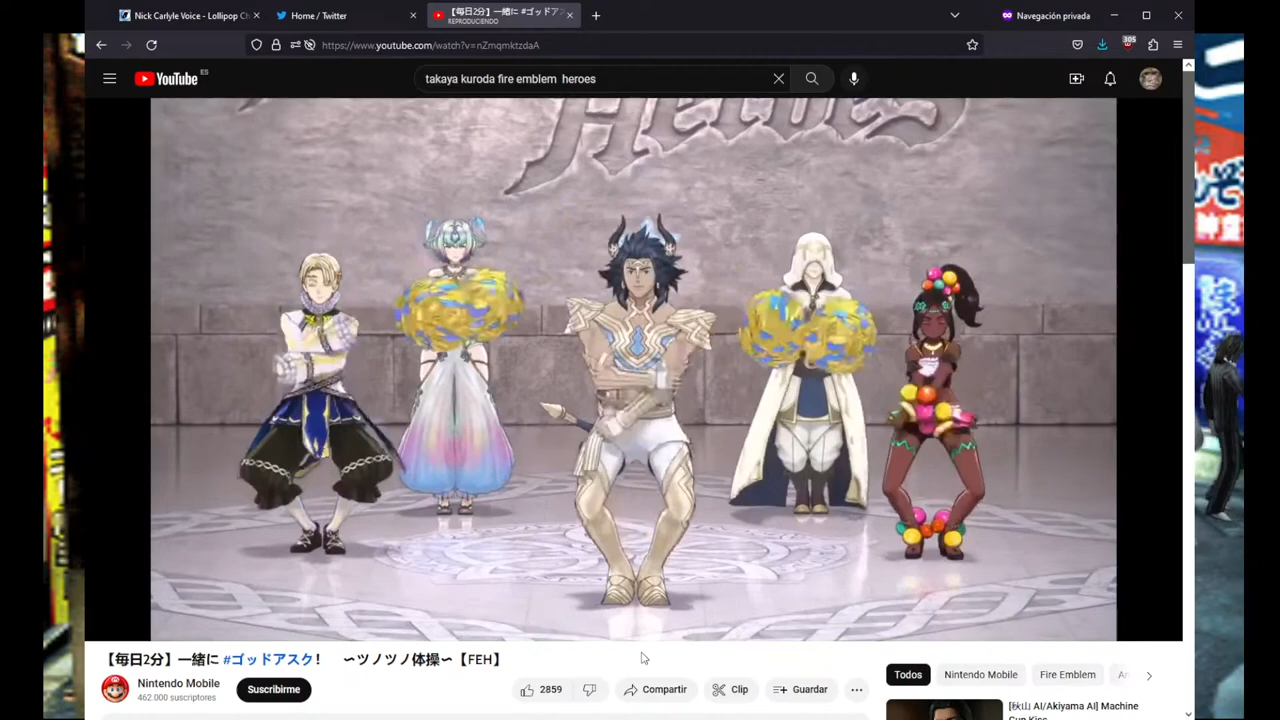 Nick Carlyle Voice - Lollipop Ch
Home / Twitter
【毎日2分】一緒に #ゴッドアス
REPRODUCIENDO
Navegación privada
https://www.youtube.com/watch?v=nZmqmktzdaA
305
YouTube ES
takaya kuroda fire emblem heroes
Heroes
【毎日2分】一緒に #ゴッドアスク! 〜ツノツノ体操〜【FEH】
Nintendo Mobile
462.000 suscriptores
Suscribirme
2859
Compartir
Clip
Guardar
Todos
Nintendo Mobile
Fire Emblem
[秋山 AI/Akiyama AI] Machine
Gun Kiss